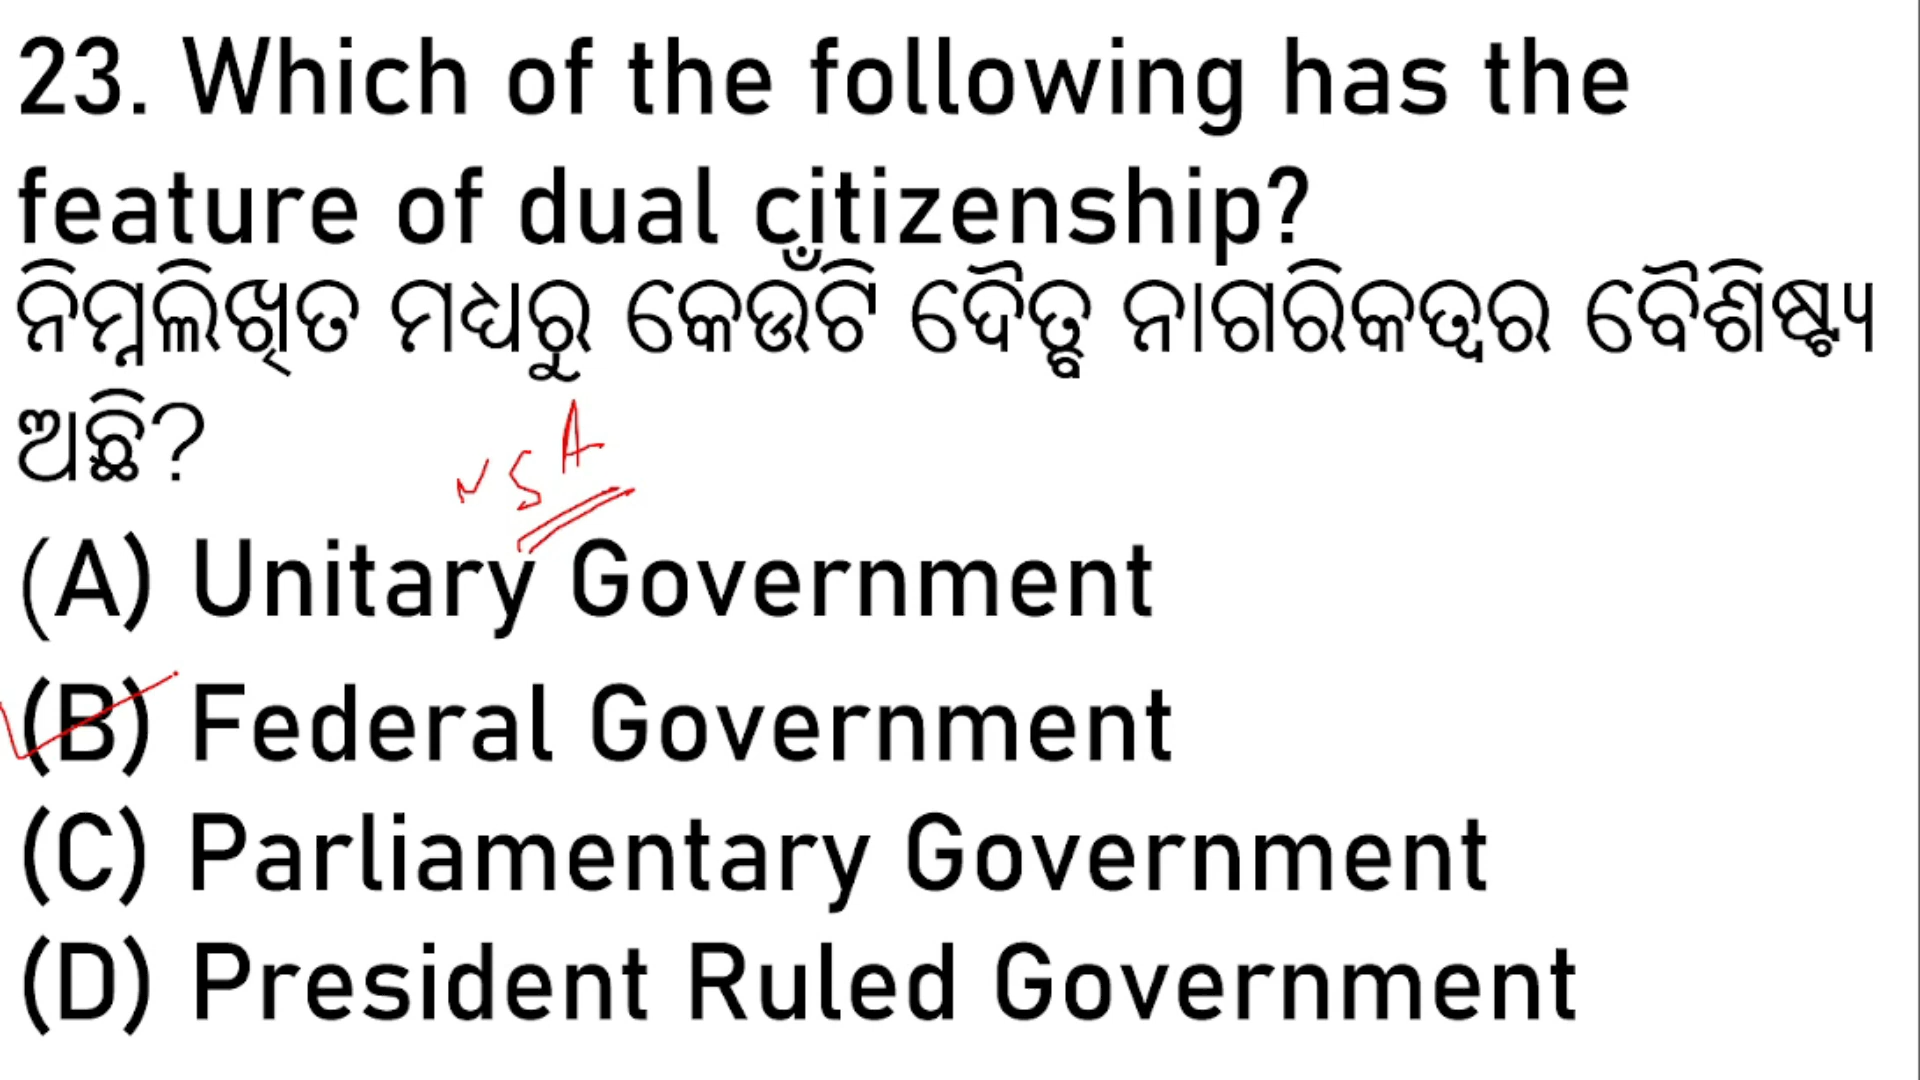 23. Which of the following has the
feature of dual citizenship?
ନିମ୍ନଲିଖିତ ମଧ୍ୟରୁ କେଉଁଟି ଦୈତ୍ଵ ନାଗରିକତ୍ୱର ବୈଶିଷ୍ଟ୍ୟ
ଅଛି?
USA
(A) Unitary Government
(B) Federal Government
(C) Parliamentary Government
(D) President Ruled Government